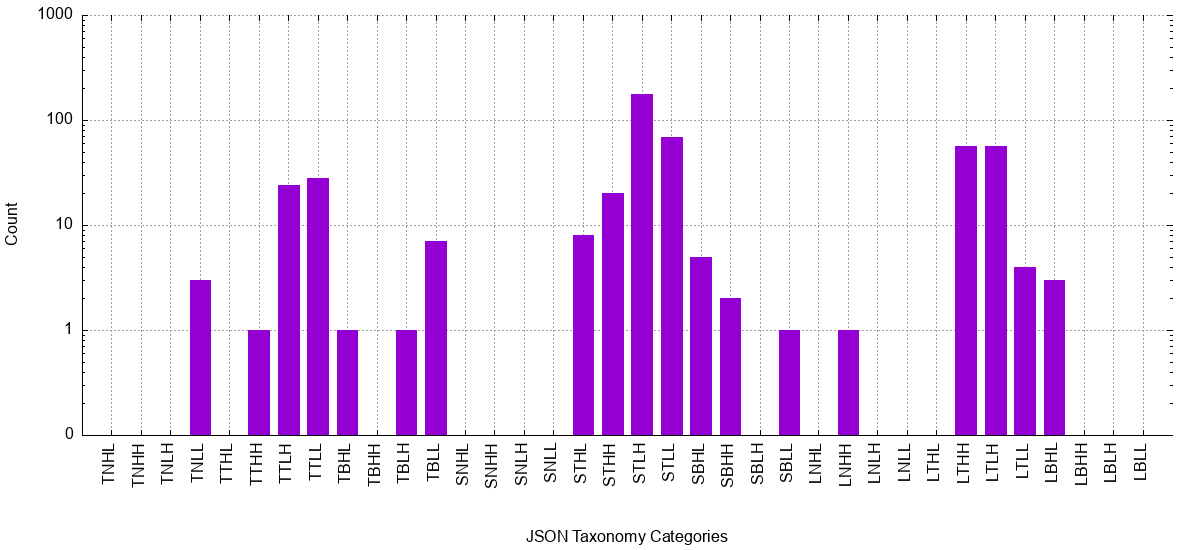 1000
100
10
1
0
Count
TNHL
TNHH
TNLH
TNLL
TTHL
TTHH
TTLH
TTLL
TBHL
TBHH
TBLH
TBLL
SNHL
SNHH
SNLH
SNLL
STHL
STHH
STLH
STLL
SBHL
SBHH
SBLH
SBLL
LNHL
LNHH
LNLH
LNLL
LTHL
LTHH
LTLH
LTLL
LBHL
LBHH
LBLH
LBLL
JSON Taxonomy Categories